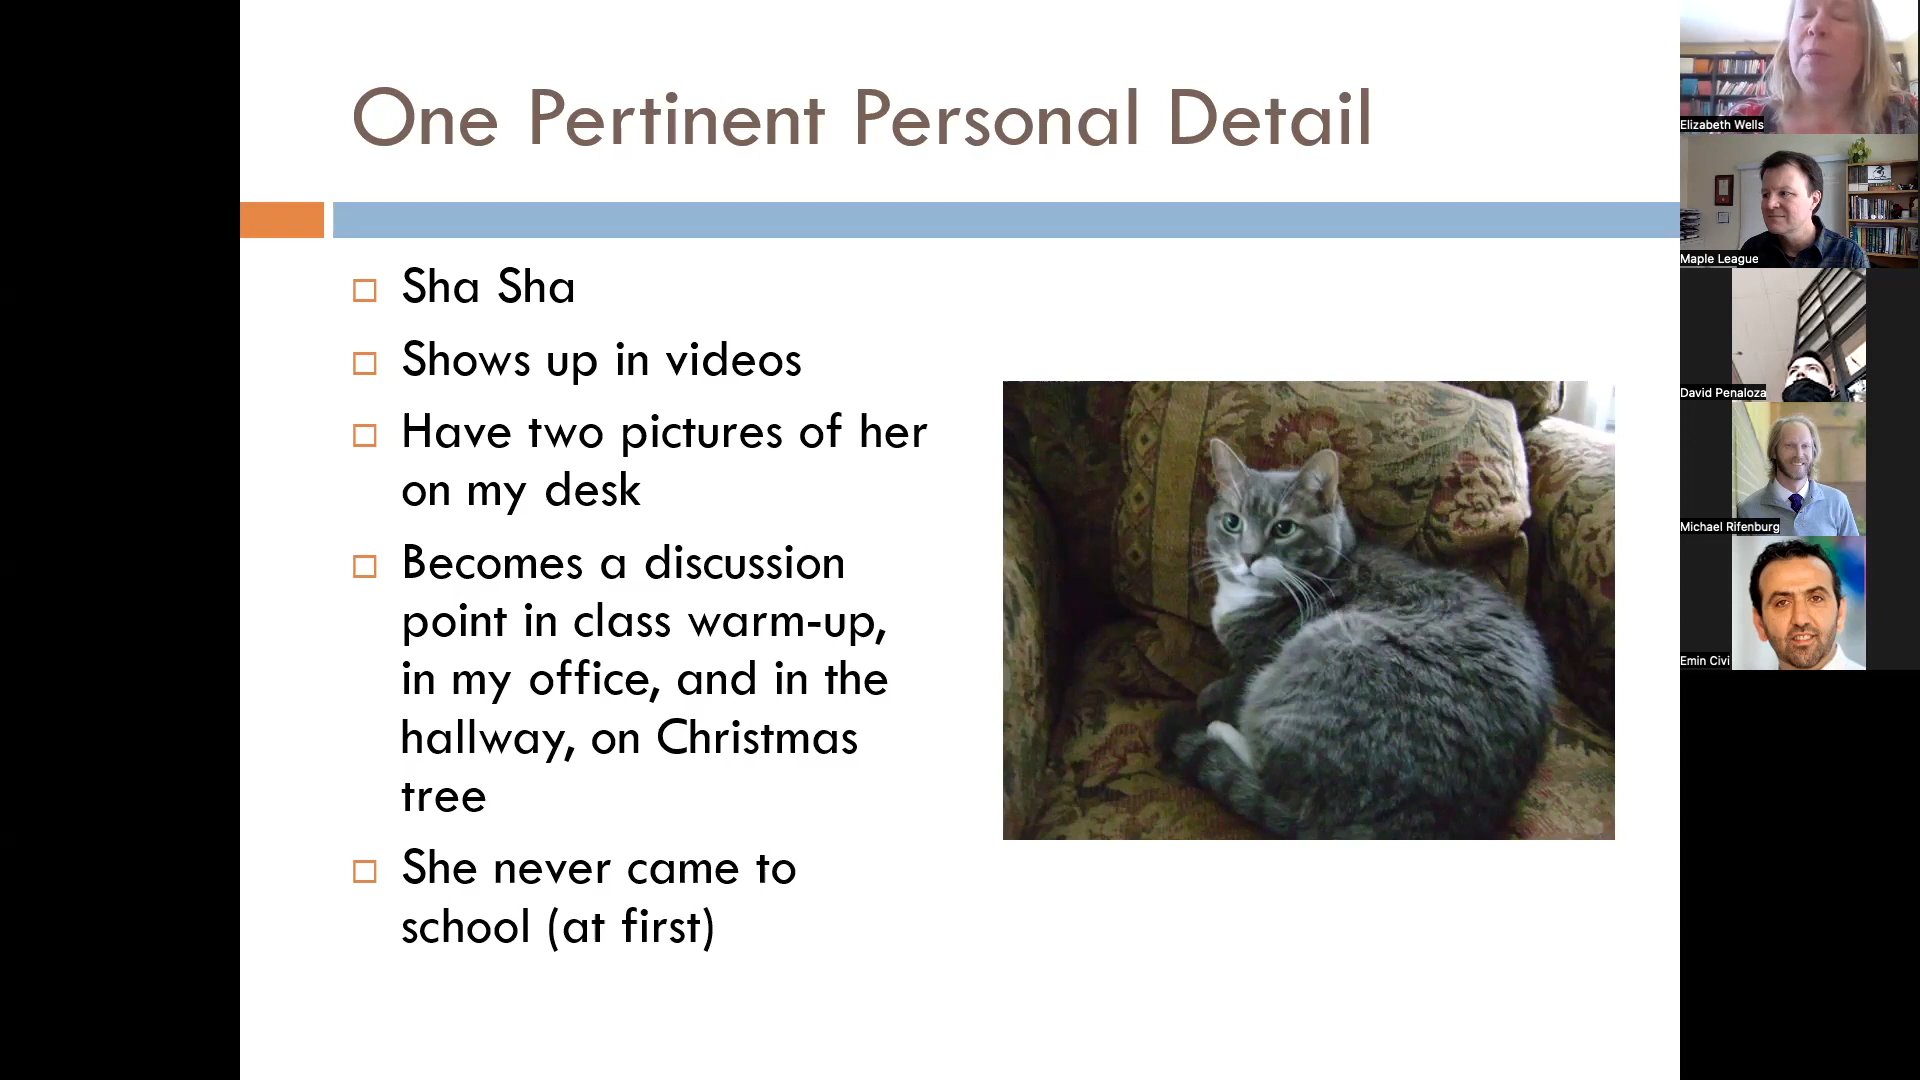 One Pertinent Personal Detail
Sha Sha
Shows up in videos
Have two pictures of her
on my desk
Becomes a discussion
point in class warm-up,
in my office, and in the
hallway, on Christmas
tree
She never came to
school (at first)
Elizabeth Wells
Maple League
David Penaloza
Michael Rifenburg
Emin Civi